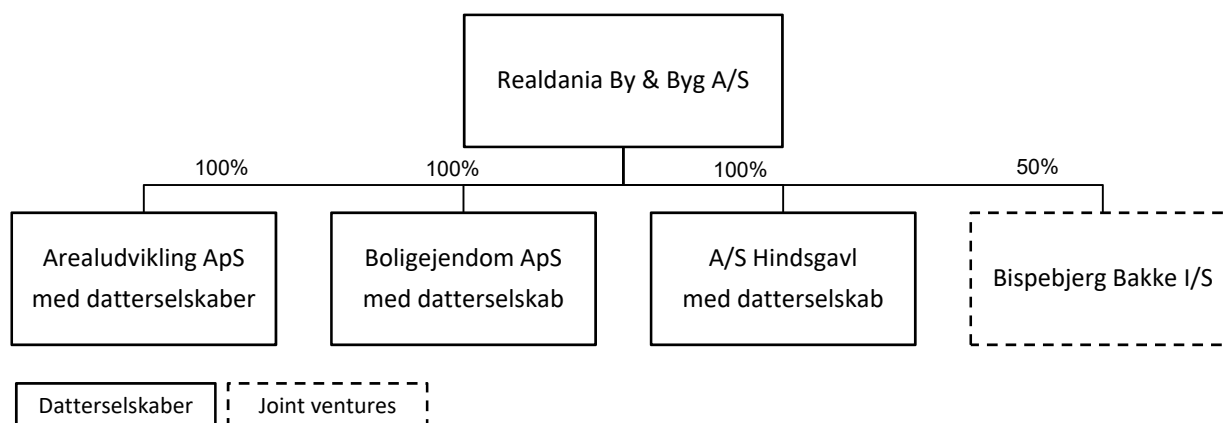 Realdania By & Byg A/S
100%
100%
100%
50%
Arealudvikling ApS
med datterselskaber
Boligejendom ApS
med datterselskab
A/S Hindsgavl
med datterselskab
Bispebjerg Bakke I/S
Datterselskaber
Joint ventures